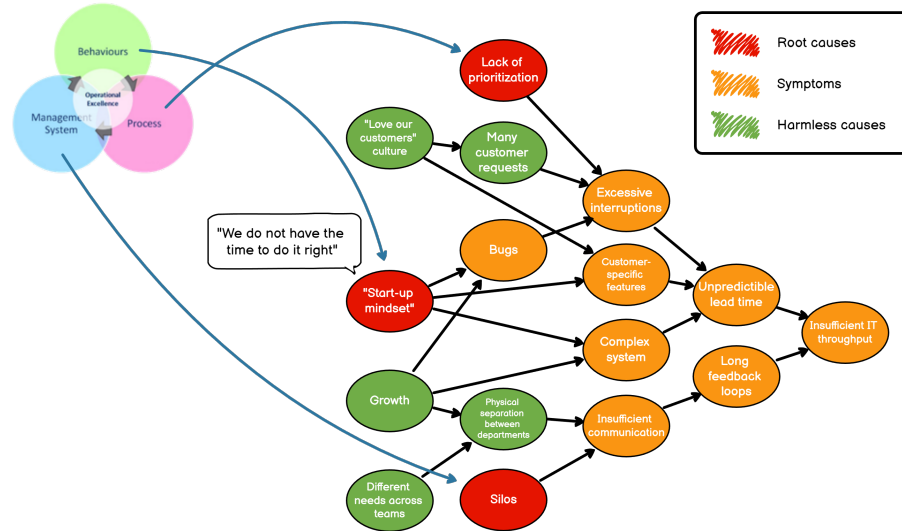 Behaviours
Operational
Excellence
Management
System
Process
Lack of
prioritization
Root causes
Symptoms
Harmless causes
"Love our
customers"
culture
Many
customer
requests
Excessive
interruptions
"We do not have the
time to do it right"
Bugs
Customer-
specific
features
"Start-up
mindset"
Unpredictible
lead time
Insufficient IT
throughput
Complex
system
Long
feedback
loops
Growth
Physical
separation
between
departments
Insufficient
communication
Different
needs across
teams
Silos